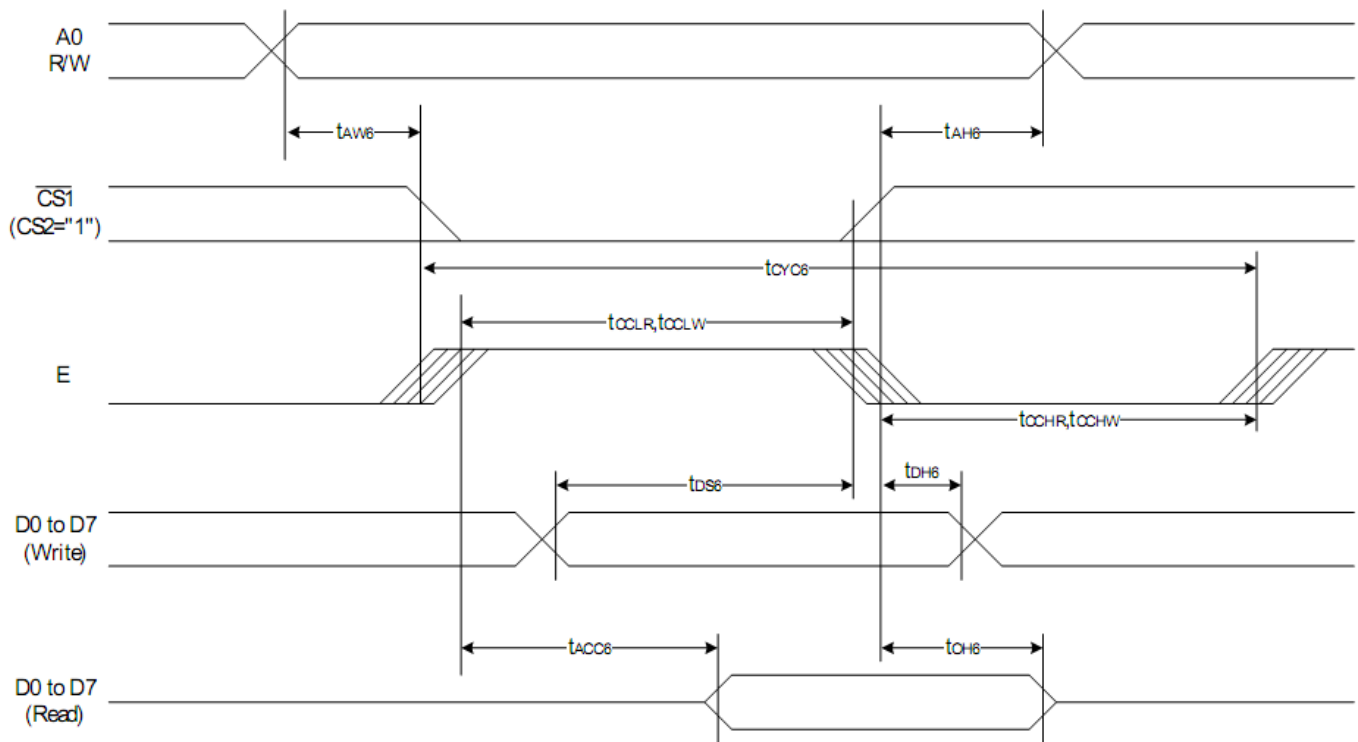 A0
R/W
tAW6
tAH6
CS1
(CS2="1")
tCYC6
tCCLR,tCCLW
E
tCCHR,tCCHW
tDS6
tDH6
D0 to D7
(Write)
tACC6
tOH6
D0 to D7
(Read)